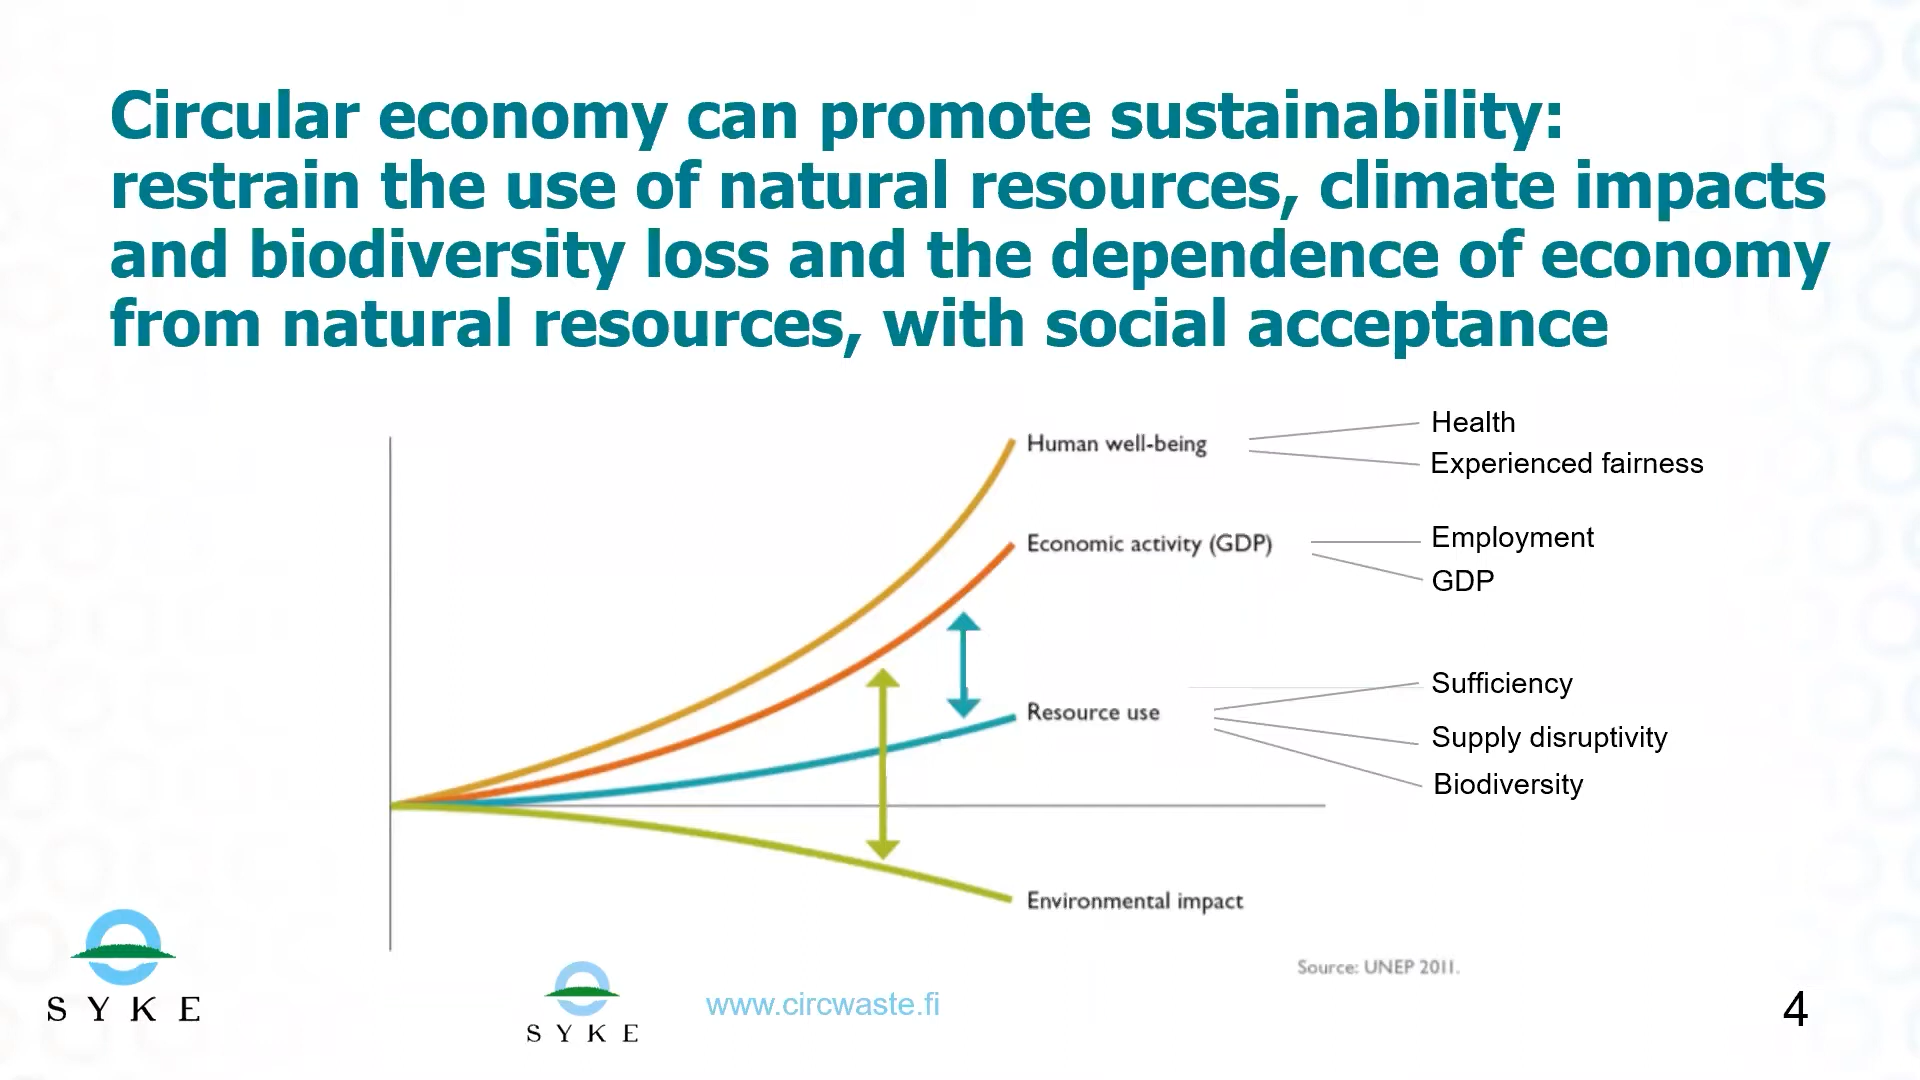 Circular economy can promote sustainability:
restrain the use of natural resources, climate impacts
and biodiversity loss and the dependence of economy
from natural resources, with social acceptance
Human well-being
Health
Experienced fairness
Economic activity (GDP)
Employment
GDP
Resource use
Sufficiency
Supply disruptivity
Biodiversity
Environmental impact
Source: UNEP 2011.
SYKE
SYKE
www.circwaste.fi
4